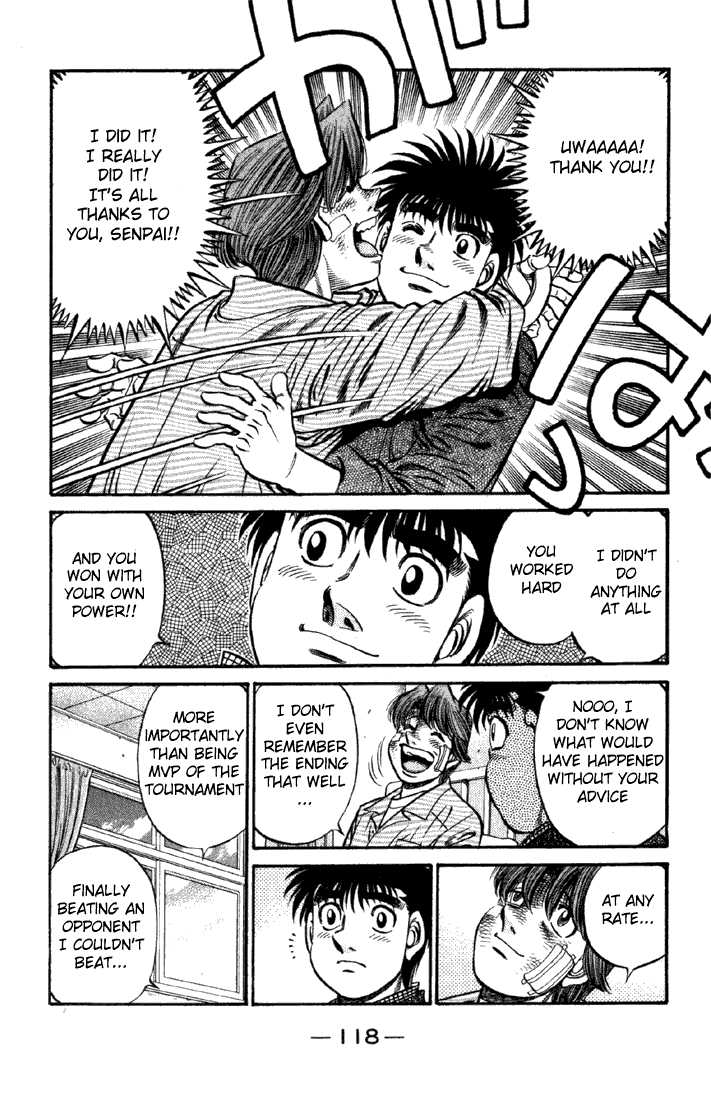 ガ
ばっ
UWAAAAA!
THANK YOU!!
I DID IT!
I REALLY
DID IT!
IT'S ALL
THANKS TO
YOU, SENPAI!!
I DIDN'T
DO
ANYTHING
AT ALL
YOU
WORKED
HARD
AND YOU
WON WITH
YOUR OWN
POWER!!
NOOO, I
DON'T KNOW
WHAT WOULD
HAVE HAPPENED
WITHOUT YOUR
ADVICE
I DON'T
EVEN
REMEMBER
THE ENDING
THAT WELL
...
MORE
IMPORTANTLY
THAN BEING
MVP OF THE
TOURNAMENT
FINALLY
BEATING AN
OPPONENT
I COULDN'T
BEAT...
AT ANY
RATE...
—118—